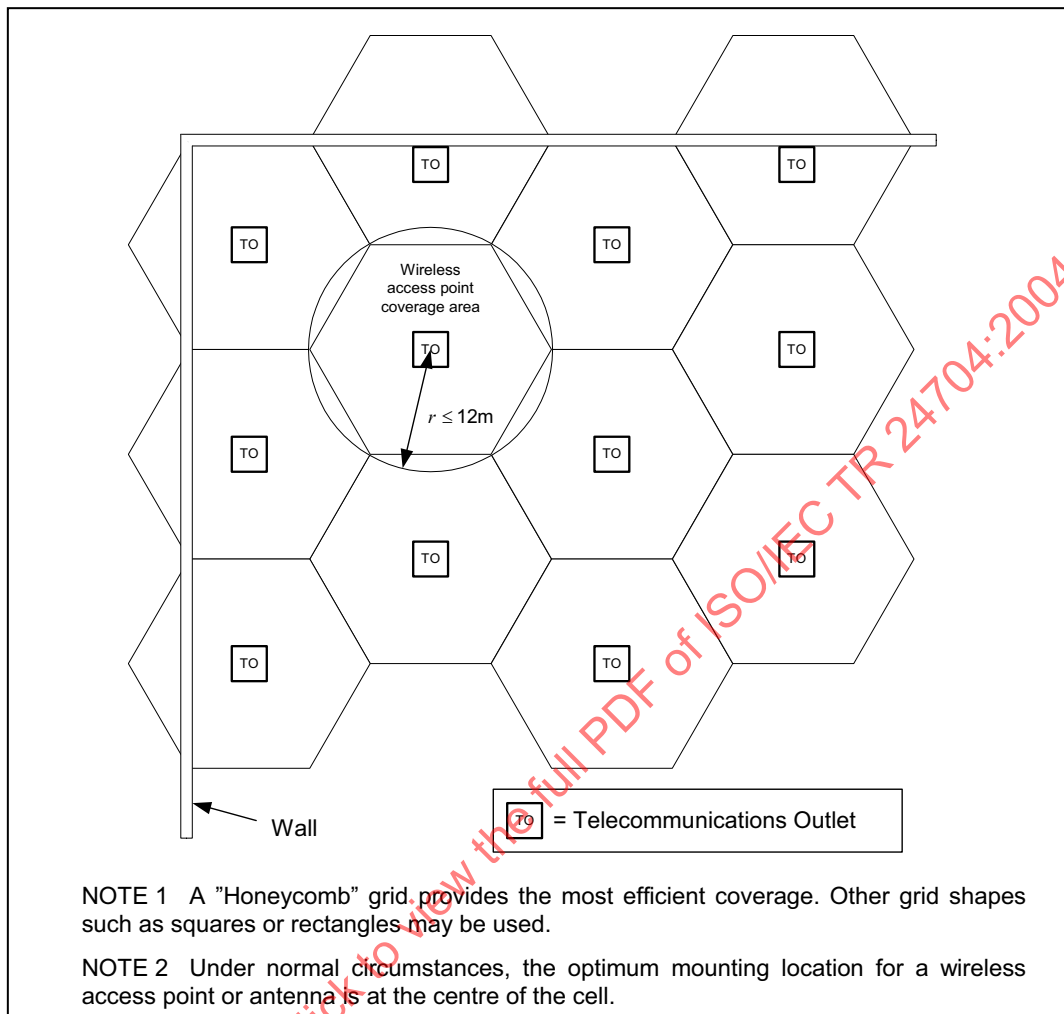 TO
TO
TO
TO
Wireless
access point
coverage area
TO
TO
r ≤ 12m
TO
TO
TO
TO
TO
TO
Wall
TO = Telecommunications Outlet
NOTE 1 A ”Honeycomb” grid provides the most efficient coverage. Other grid shapes
such as squares or rectangles may be used.
NOTE 2 Under normal circumstances, the optimum mounting location for a wireless
access point or antenna is at the centre of the cell.
lick to view the full PDF of ISO/IEC TR 24704:2004